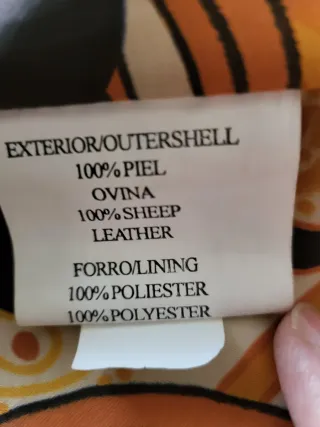 EXTERIOR/OUTERSHELL
100% PIEL
OVINA
100% SHEEP
LEATHER
FORRO/LINING
100% POLIESTER
100% POLYESTER